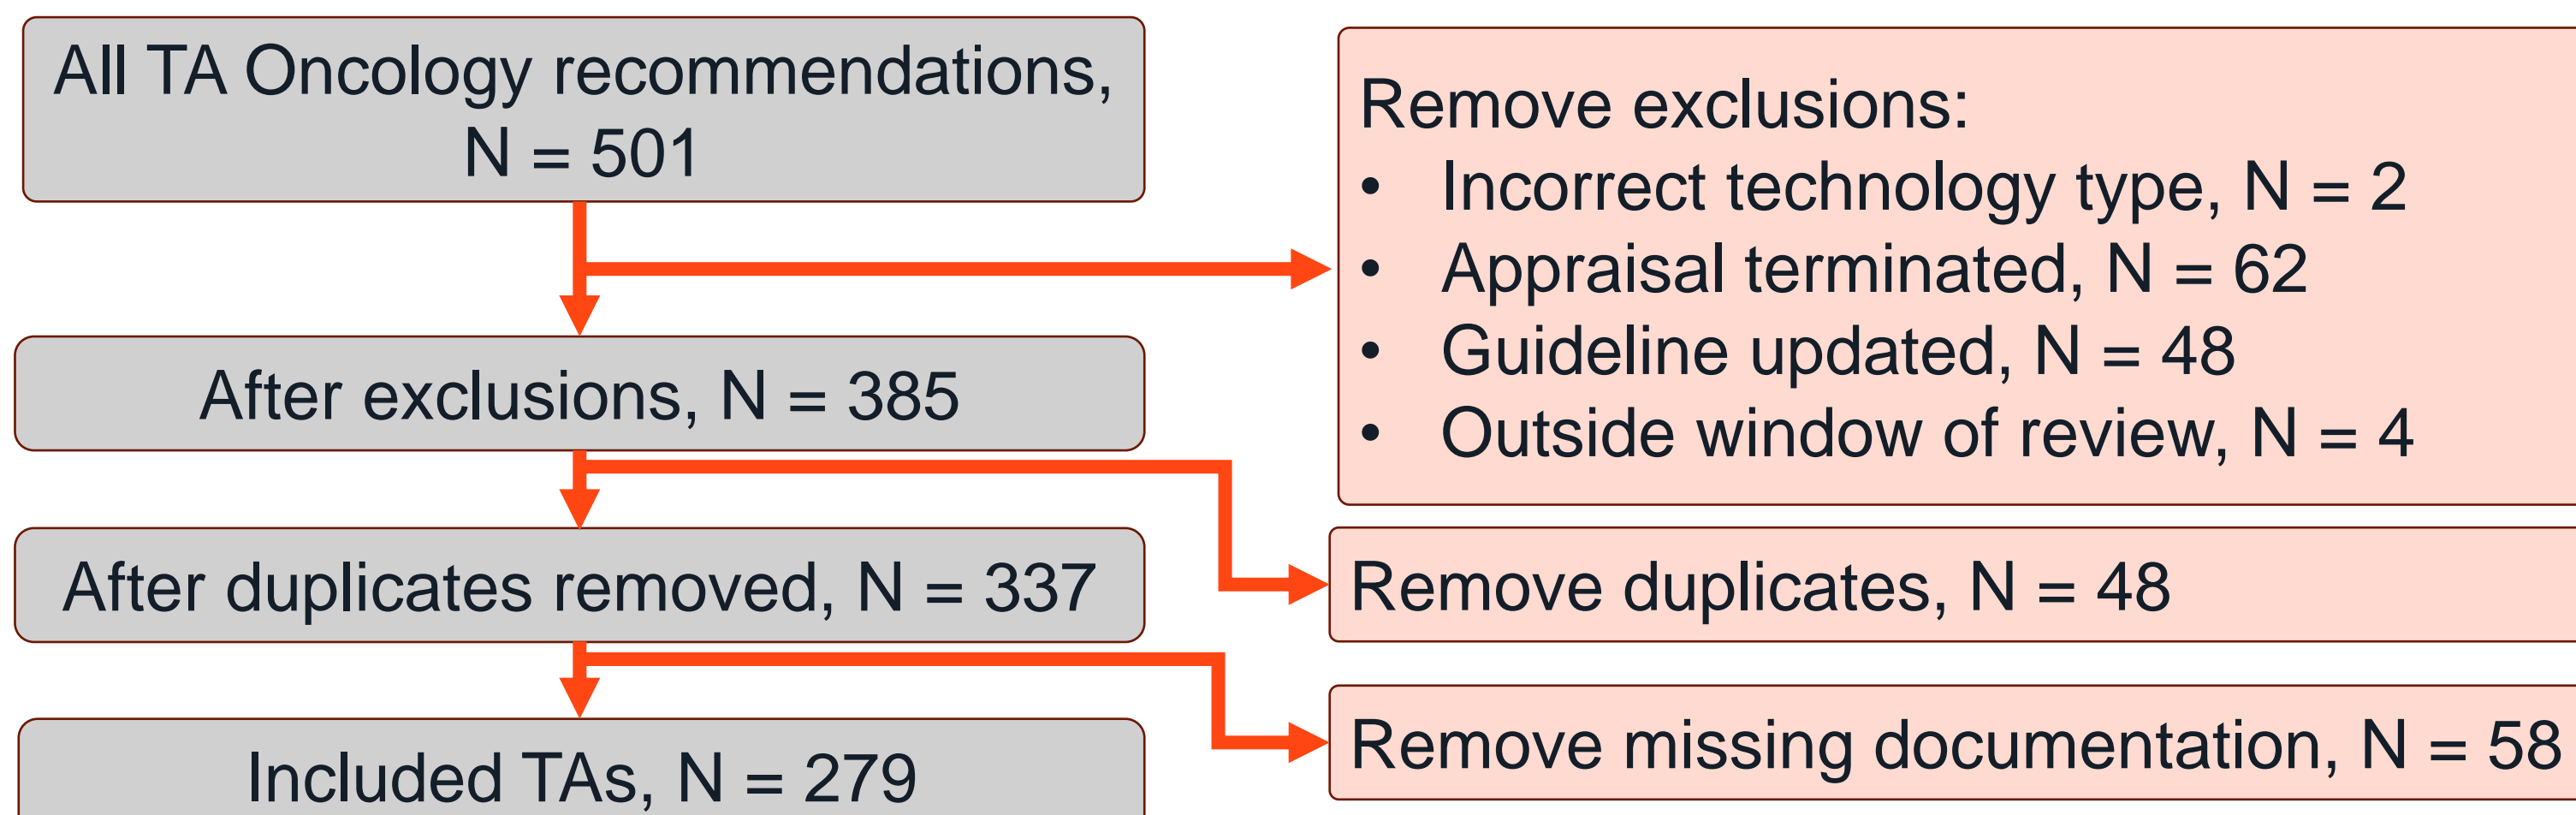 All TA Oncology recommendations,
N = 501
Remove exclusions:
• Incorrect technology type, N = 2
• Appraisal terminated, N = 62
• Guideline updated, N = 48
• Outside window of review, N = 4
After exclusions, N = 385
After duplicates removed, N = 337
Remove duplicates, N = 48
Remove missing documentation, N = 58
Included TAs, N = 279